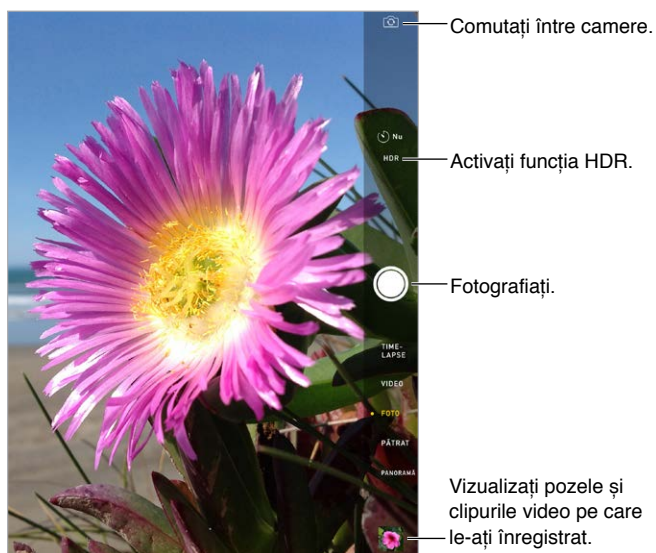 Comutați între camere.
Nu
HDR
Activați funcția HDR.
Fotografiați.
TIME-
LAPSE
VIDEO
FOTO
PĂTRAT
PANORAMĂ
Vizualizați pozele și
clipurile video pe care
le-ați înregistrat.